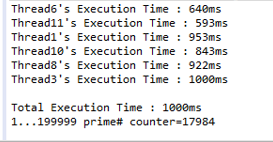 Thread6's Execution Time : 640ms
Thread11's Execution Time : 593ms
Thread1's Execution Time : 953ms
Thread10's Execution Time : 843ms
Thread8's Execution Time : 922ms
Thread3's Execution Time : 1000ms
Total Execution Time : 1000ms
1...199999 prime# counter=17984